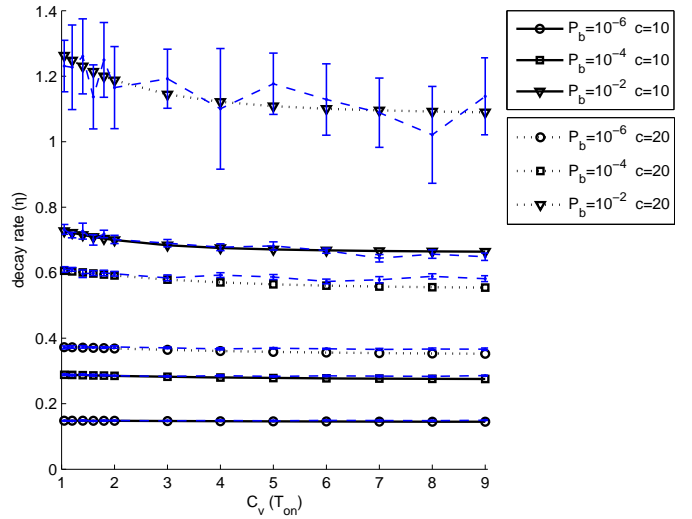 1.4
1.2
1
0.8
0.6
0.4
0.2
0
decay rate (η)
1 2 3 4 5 6 7 8 9
C_v (T_on)
P_b=10^−6 c=10
P_b=10^−4 c=10
P_b=10^−2 c=10
P_b=10^−6 c=20
P_b=10^−4 c=20
P_b=10^−2 c=20